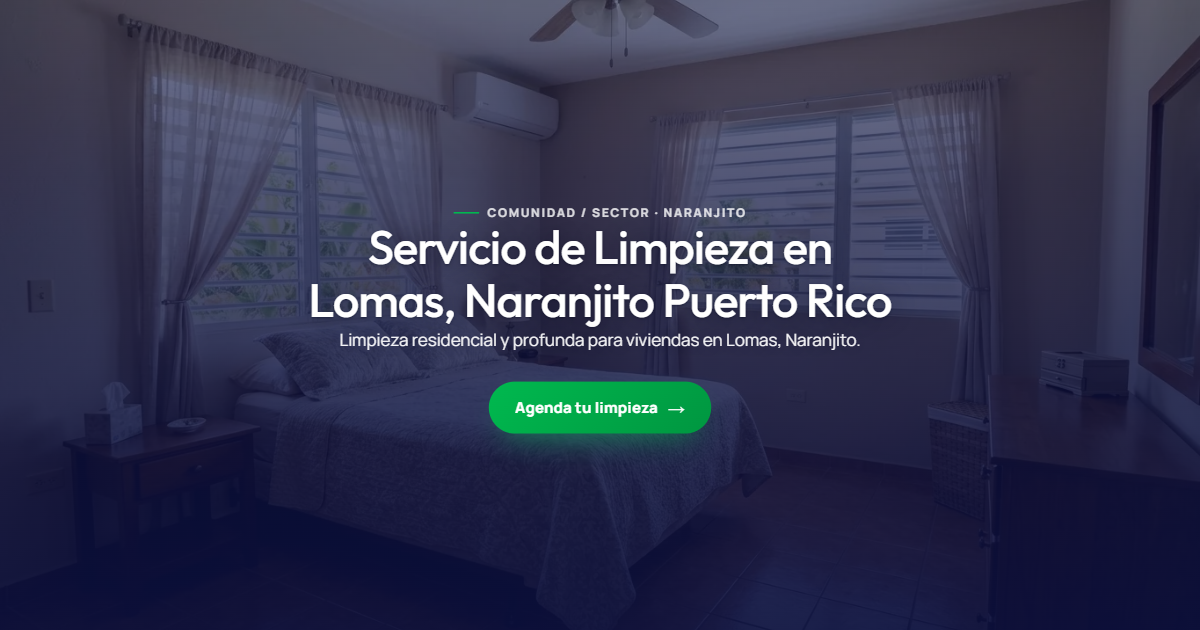 COMUNIDAD / SECTOR · NARANJITO
Servicio de Limpieza en
Lomas, Naranjito Puerto Rico
Limpieza residencial y profunda para viviendas en Lomas, Naranjito.
Agenda tu limpieza →